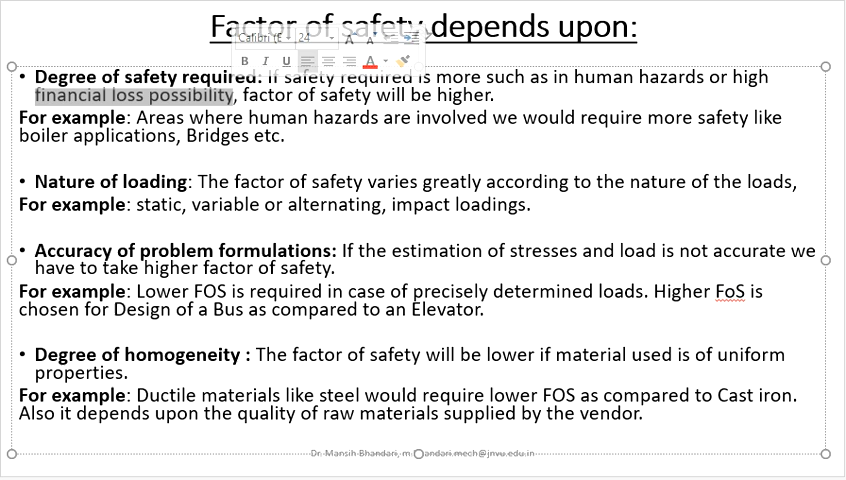 Factor of safety depends upon:
Calibri (E 24
B I U A
• Degree of safety required: If safety required is more such as in human hazards or high
financial loss possibility, factor of safety will be higher.
For example: Areas where human hazards are involved we would require more safety like
boiler applications, Bridges etc.
• Nature of loading: The factor of safety varies greatly according to the nature of the loads,
For example: static, variable or alternating, impact loadings.
• Accuracy of problem formulations: If the estimation of stresses and load is not accurate we
have to take higher factor of safety.
For example: Lower FOS is required in case of precisely determined loads. Higher FoS is
chosen for Design of a Bus as compared to an Elevator.
• Degree of homogeneity : The factor of safety will be lower if material used is of uniform
properties.
For example: Ductile materials like steel would require lower FOS as compared to Cast iron.
Also it depends upon the quality of raw materials supplied by the vendor.
Dr. Mansih Bhandari,